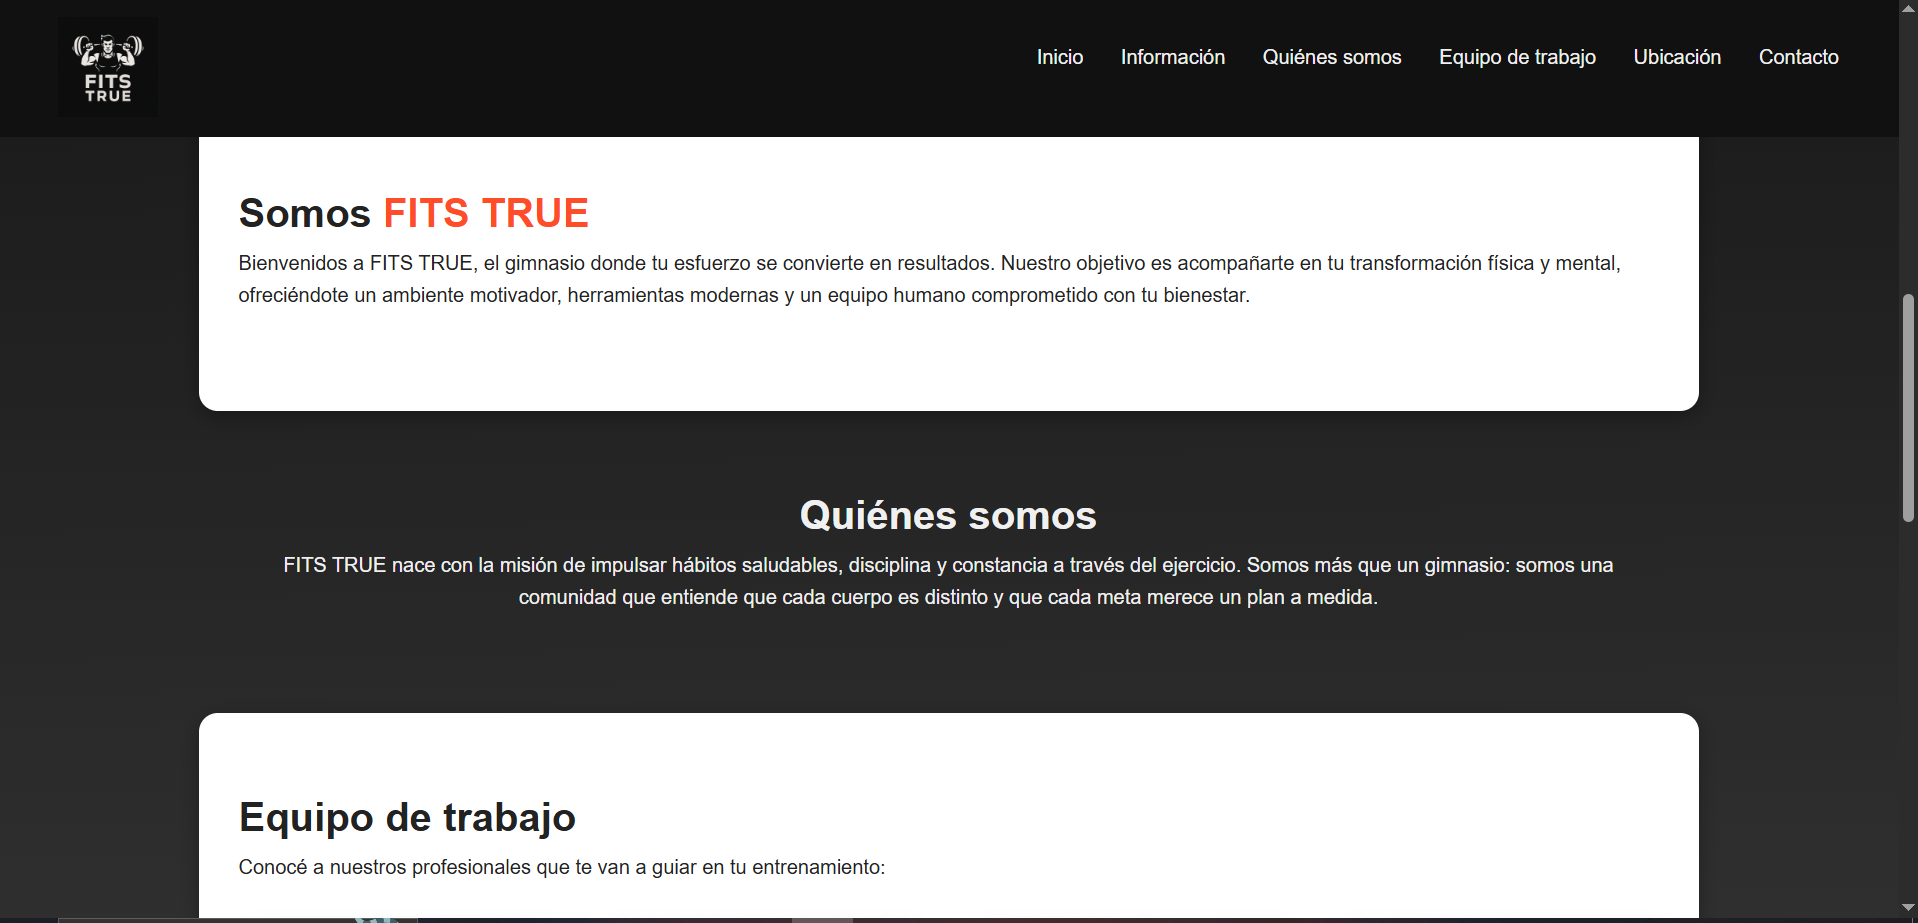 FITS
TRUE
Inicio Información Quiénes somos Equipo de trabajo Ubicación Contacto
Somos FITS TRUE
Bienvenidos a FITS TRUE, el gimnasio donde tu esfuerzo se convierte en resultados. Nuestro objetivo es acompañarte en tu transformación física y mental,
ofreciéndote un ambiente motivador, herramientas modernas y un equipo humano comprometido con tu bienestar.
Quiénes somos
FITS TRUE nace con la misión de impulsar hábitos saludables, disciplina y constancia a través del ejercicio. Somos más que un gimnasio: somos una
comunidad que entiende que cada cuerpo es distinto y que cada meta merece un plan a medida.
Equipo de trabajo
Conocé a nuestros profesionales que te van a guiar en tu entrenamiento: